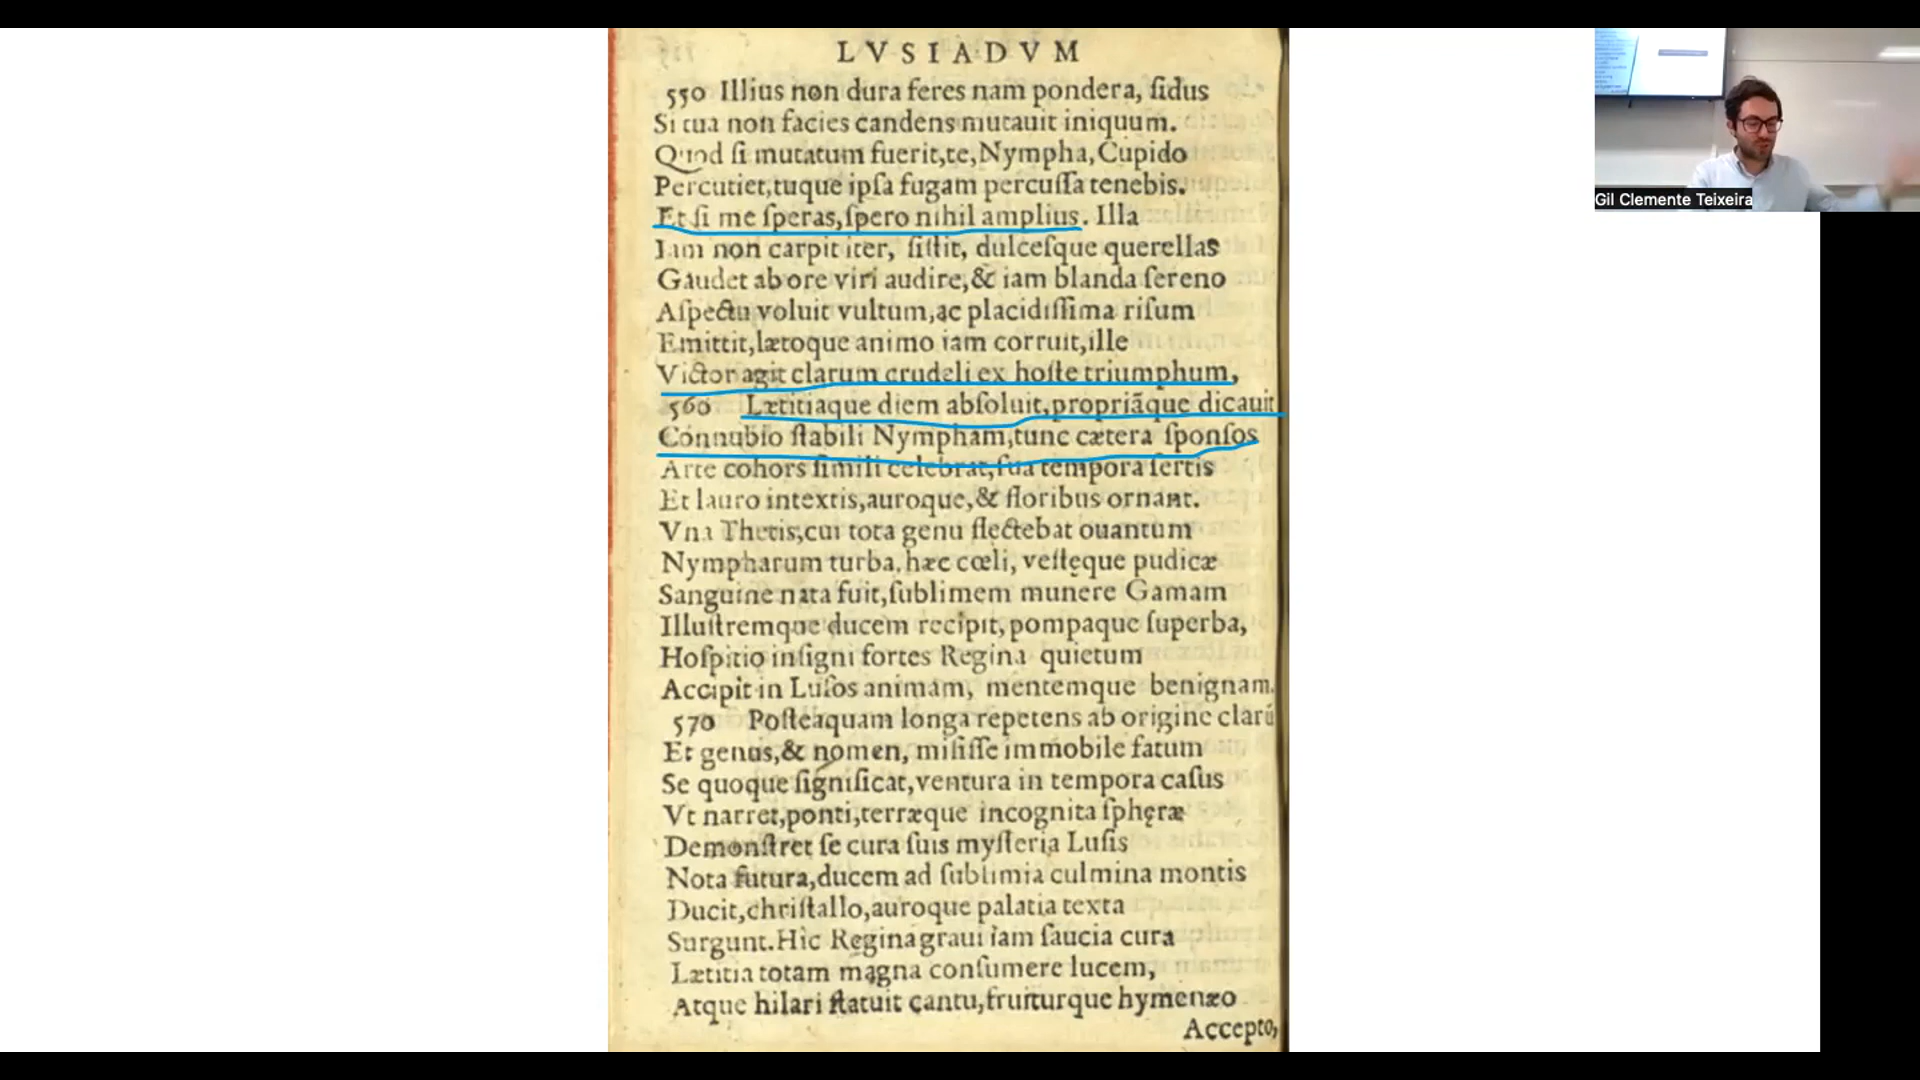 LVSIADVM
550 Illius non dura feres nam pondera, ſidus
Si tua non facies candens mutauit iniquum.
Quod ſi mutatum fuerit,te,Nympha,Cupido
Percutiet,tuque ipſa fugam percuſſa tenebis.
Et ſi me ſperas,ſpero nihil amplius. Illa
Iam non carpit iter, ſiſtit, dulceſque querellas
Gaudet ab ore viri audire,& iam blanda ſereno
Aſpectu voluit vultum,ac placidiſſima riſum
Emittit,lætoque animo iam corruit,ille
Victor agit clarum crudeli ex hoſte triumphum,
560 Lætitiaque diem abſoluit,propriãque dicauit
Connubio ſtabili Nympham,tunc cætera ſponſos
Arte cohors ſimili celebrat,ſua tempora ſertis
Et lauro intextis,auroque,& floribus ornant.
Vna Thetis,cui tota genu flectebat ouantum
Nympharum turba, hæc cœli, veſtęque pudicæ
Sanguine nata fuit,ſublimem munere Gamam
Illuſtremque ducem recipit,pompaque ſuperba,
Hoſpitio inſigni fortes Regina quietum
Accipit in Luſos animam, mentemque benignam.
570 Poſteaquam longa repetens ab origine clarũ
Et genus,& nomen, miſiſſe immobile fatum
Se quoque ſignificat,ventura in tempora caſus
Vt narret,ponti,terræque incognita ſphęræ
Demonſtret ſe cura ſuis myſteria Luſis
Nota futura,ducem ad ſublimia culmina montis
Ducit,chriſtallo,auroque palatia texta
Surgunt. Hic Regina graui iam ſaucia cura
Lætitia totam magna conſumere lucem,
Atque hilari ſtatuit cantu,fruiturque hymenæo
Accepto,
Gil Clemente Teixeira